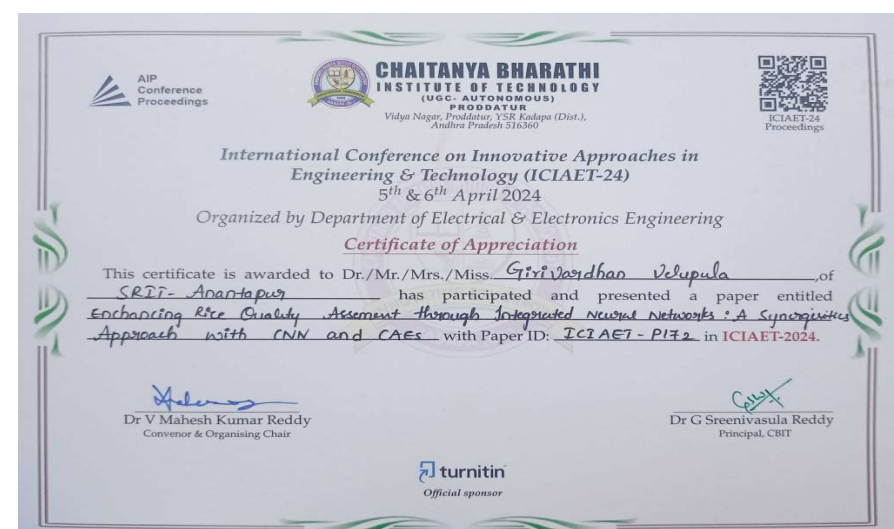 AIP
Conference
Proceedings
CHAITANYA BHARATHI
INSTITUTE OF TECHNOLOGY
(UGC- AUTONOMOUS)
PRODDATUR
Vidya Nagar, Proddatur, YSR Kadapa (Dist.),
Andhra Pradesh 516360
ICIAET-24
Proceedings
International Conference on Innovative Approaches in
Engineering & Technology (ICIAET-24)
5th & 6th April 2024
Organized by Department of Electrical & Electronics Engineering
Certificate of Appreciation
This certificate is awarded to Dr./Mr./Mrs./Miss. Giri Vardhan Velupula ,of
SRIT- Anantapur has participated and presented a paper entitled
Enchancing Rice Quality Assement through Integrated Neural Networks : A Synergisitics
Approach with CNN and CAEs with Paper ID: ICIAET - P172 in ICIAET-2024.
Dr V Mahesh Kumar Reddy
Convenor & Organising Chair
Dr G Sreenivasula Reddy
Principal, CBIT
turnitin
Official sponsor